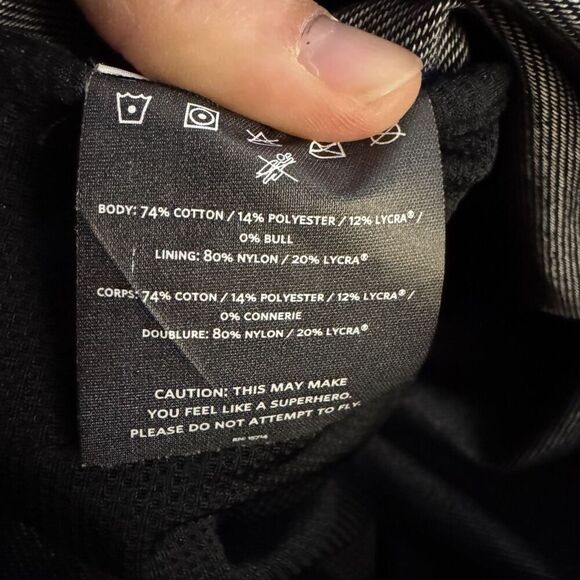 BODY: 74% COTTON / 14% POLYESTER / 12% LYCRA® /
0% BULL
LINING: 80% NYLON / 20% LYCRA®
CORPS: 74% COTON / 14% POLYESTER / 12% LYCRA® /
0% CONNERIE
DOUBLURE: 80% NYLON / 20% LYCRA®
CAUTION: THIS MAY MAKE
YOU FEEL LIKE A SUPERHERO.
PLEASE DO NOT ATTEMPT TO FLY.